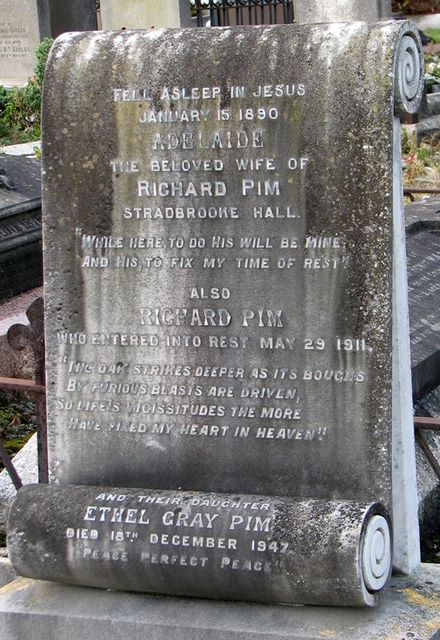 FELL ASLEEP IN JESUS
JANUARY 15 1890
ADELAIDE
THE BELOVED WIFE OF
RICHARD PIM
STRADBROOKE HALL.
"WHILE HERE, TO DO HIS WILL BE MINE,
AND HIS, TO FIX MY TIME OF REST"
ALSO
RICHARD PIM
WHO ENTERED INTO REST MAY 29 1911.
"THE OAK STRIKES DEEPER AS ITS BOUGHS
BY FURIOUS BLASTS ARE DRIVEN,
SO LIFE'S VICISSITUDES THE MORE
HAVE FIXED MY HEART IN HEAVEN"
AND THEIR DAUGHTER
ETHEL GRAY PIM
DIED 18TH DECEMBER 1947
"PEACE PERFECT PEACE"